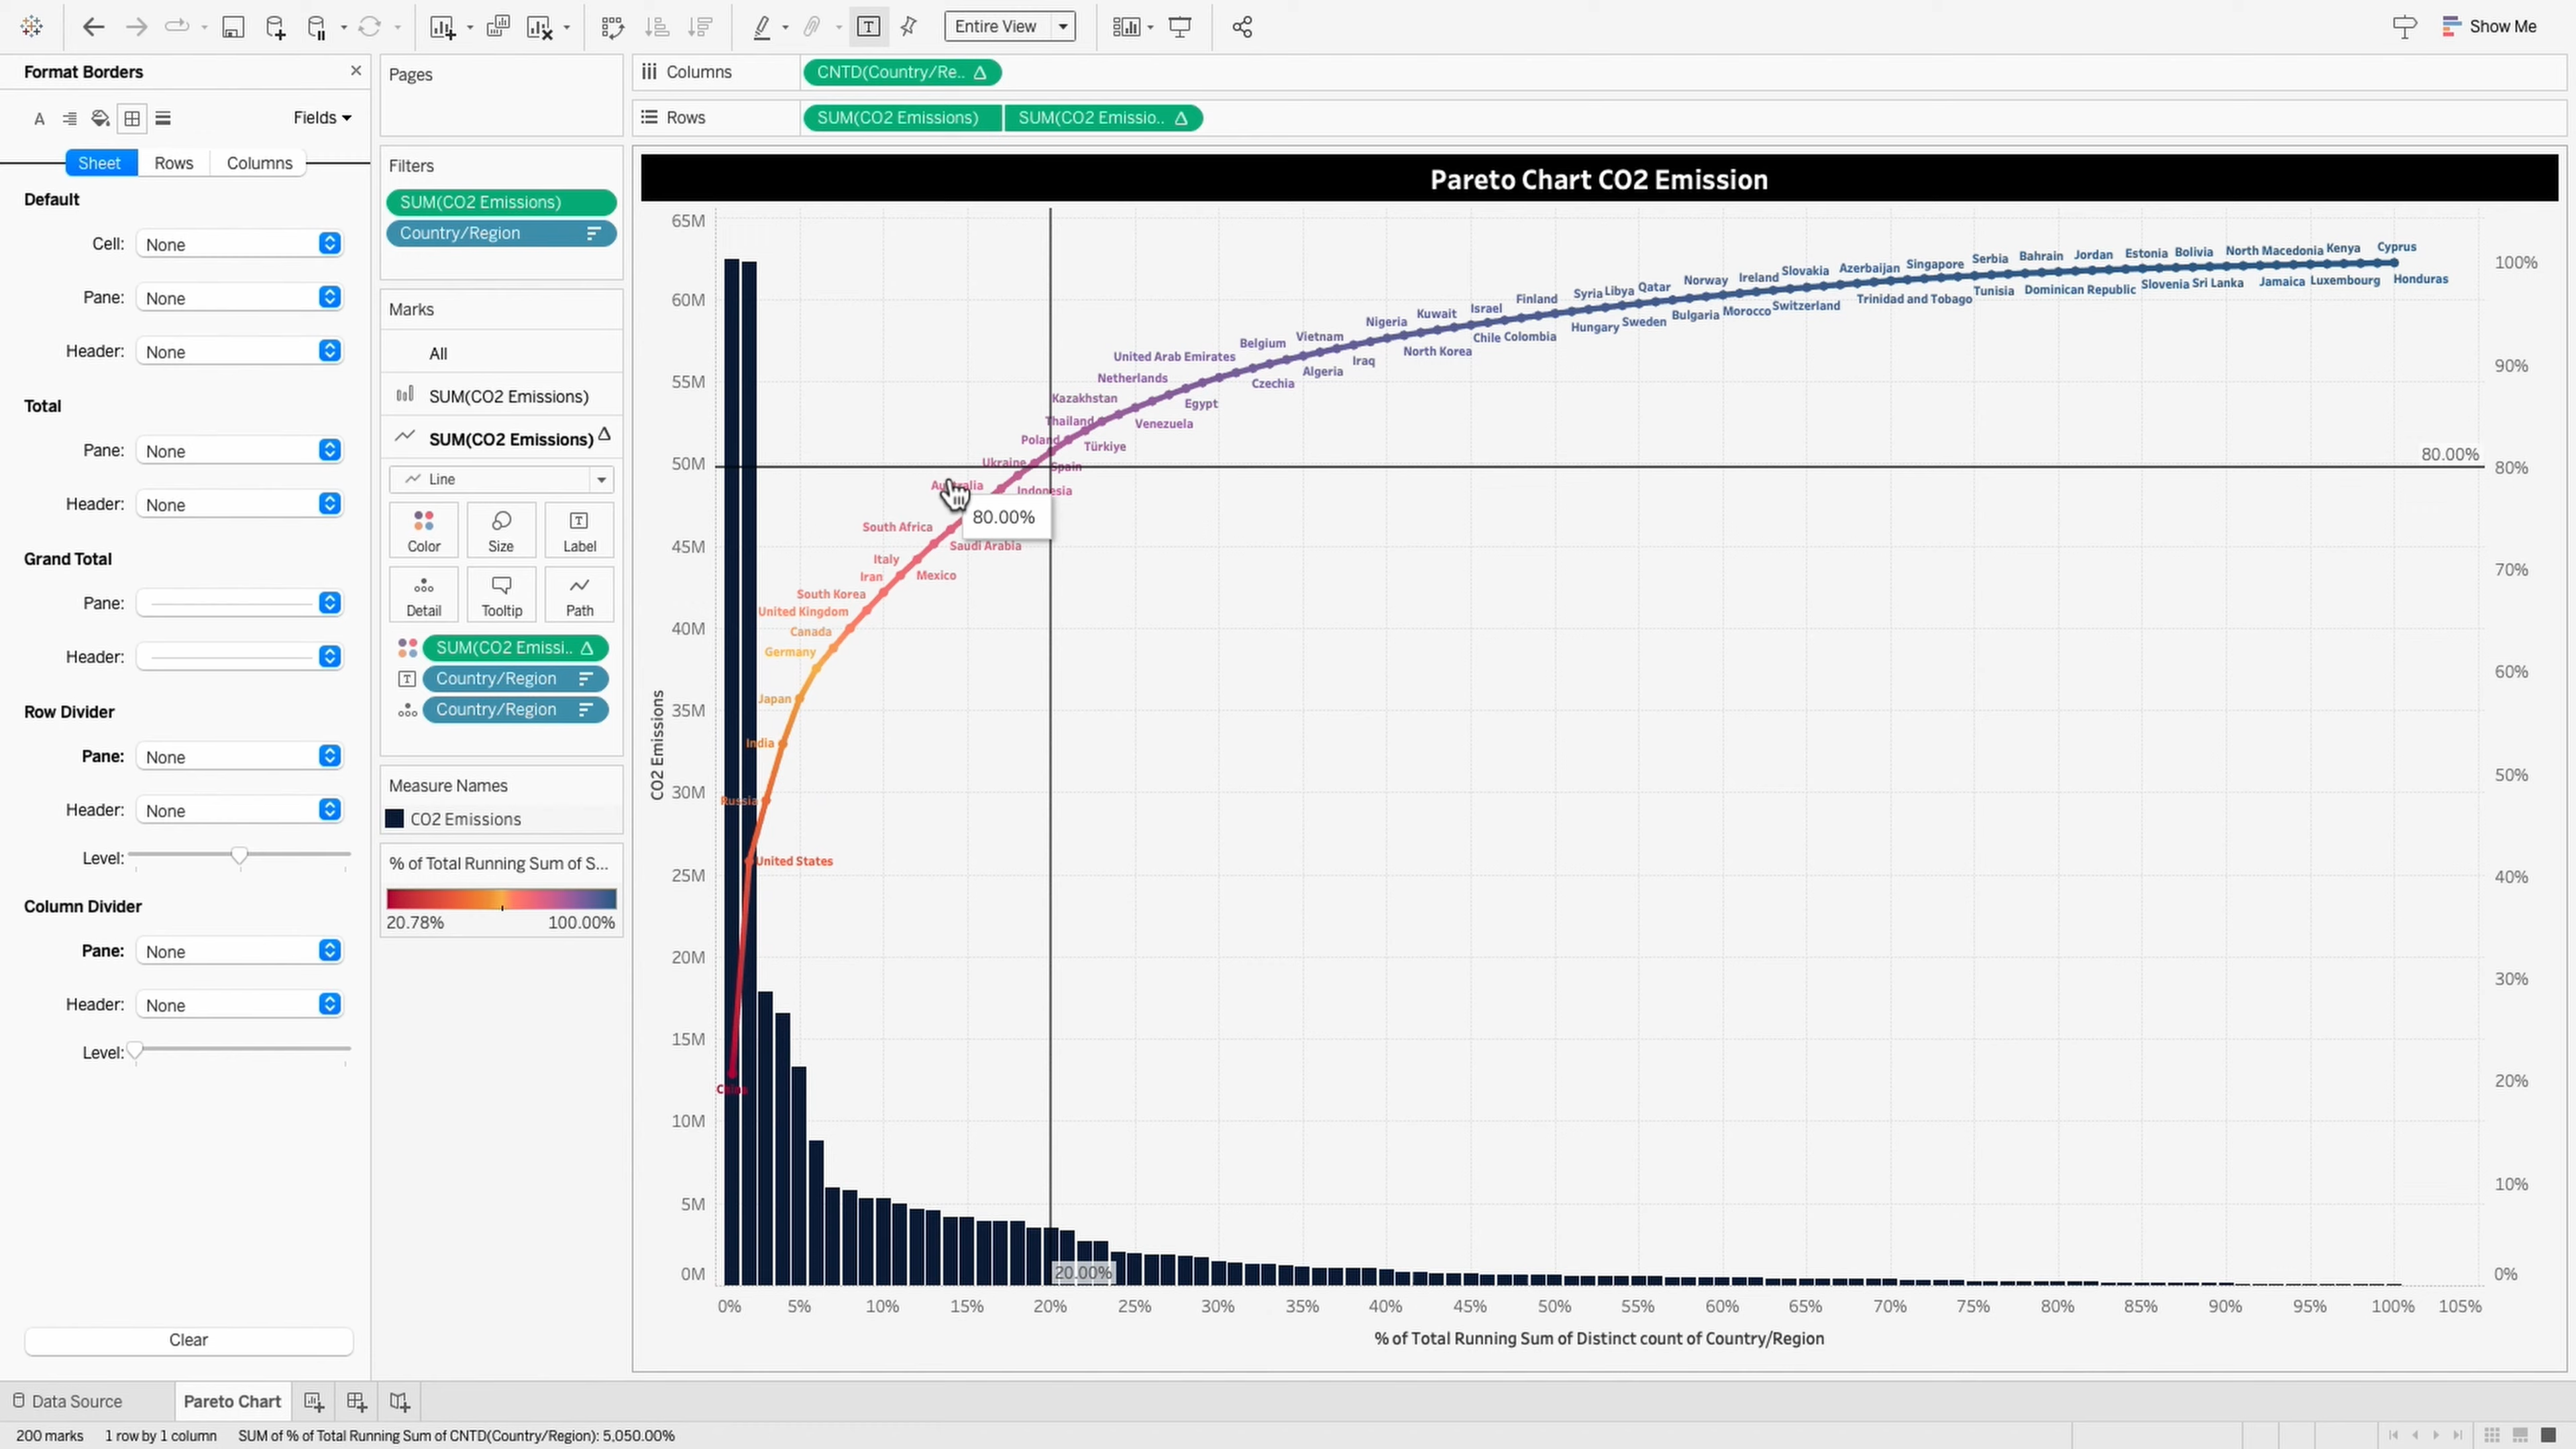 Entire View
Show Me
Format Borders
Fields
Sheet
Rows
Columns
Default
Cell: None
Pane: None
Header: None
Total
Pane: None
Header: None
Grand Total
Pane:
Header:
Row Divider
Pane: None
Header: None
Level:
Column Divider
Pane: None
Header: None
Level:
Clear
Pages
Filters
SUM(CO2 Emissions)
Country/Region
Marks
All
SUM(CO2 Emissions)
SUM(CO2 Emissions)
Line
Color Size Label
Detail Tooltip Path
SUM(CO2 Emissi..
Country/Region
Country/Region
Measure Names
CO2 Emissions
% of Total Running Sum of S...
20.78% 100.00%
Columns CNTD(Country/Re..
Rows SUM(CO2 Emissions) SUM(CO2 Emissio..
Pareto Chart CO2 Emission
CO2 Emissions
65M
60M
55M
50M
45M
40M
35M
30M
25M
20M
15M
10M
5M
0M
100%
90%
80%
70%
60%
50%
40%
30%
20%
10%
0%
United States
Russia
India
Japan
Germany
Canada
United Kingdom
South Korea
Iran
Mexico
Italy
Saudi Arabia
South Africa
Indonesia
Ukraine
Spain
Poland
Türkiye
Thailand
Venezuela
Kazakhstan
Egypt
Netherlands
United Arab Emirates
Czechia
Belgium
Algeria
Vietnam
Iraq
Nigeria
North Korea
Kuwait
Chile
Israel
Colombia
Finland
Hungary
Syria
Sweden
Libya
Qatar
Bulgaria
Norway
Morocco
Ireland
Switzerland
Slovakia
Azerbaijan
Trinidad and Tobago
Singapore
Tunisia
Serbia
Dominican Republic
Bahrain
Jordan
Slovenia
Estonia
Sri Lanka
Bolivia
North Macedonia
Jamaica
Luxembourg
Kenya
Cyprus
Honduras
80.00%
80.00%
20.00%
0% 5% 10% 15% 20% 25% 30% 35% 40% 45% 50% 55% 60% 65% 70% 75% 80% 85% 90% 95% 100% 105%
% of Total Running Sum of Distinct count of Country/Region
Data Source
Pareto Chart
200 marks 1 row by 1 column SUM of % of Total Running Sum of CNTD(Country/Region): 5,050.00%